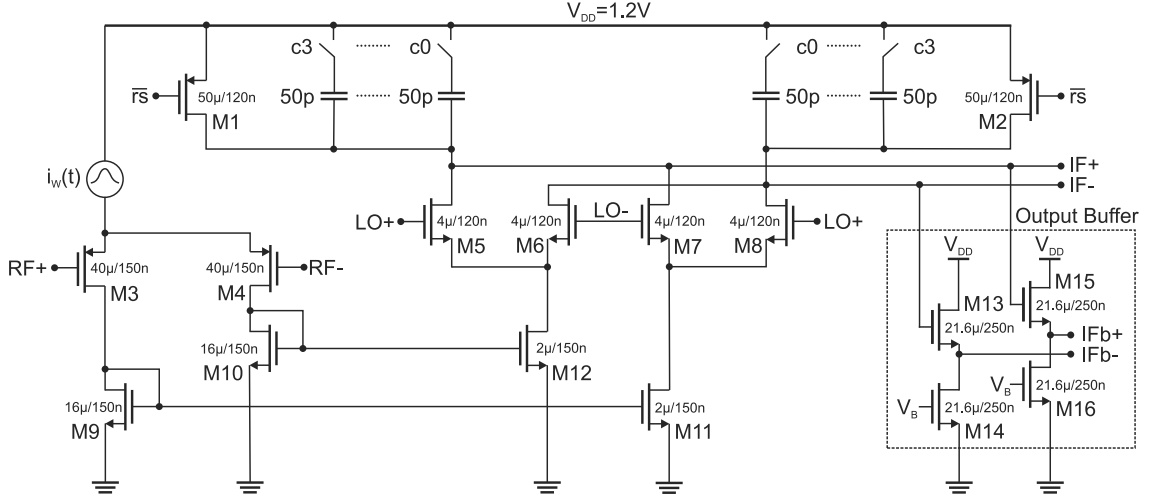 V_DD=1.2V
c3 ········ c0
c0 ········ c3
50p ········ 50p
50p ········ 50p
r̅s̅
50µ/120n
M1
50µ/120n
M2
r̅s̅
i_W(t)
IF+
IF-
LO+
4µ/120n
M5
4µ/120n
M6
LO-
4µ/120n
M7
4µ/120n
M8
LO+
Output Buffer
RF+
40µ/150n
M3
40µ/150n
M4
RF-
V_DD
V_DD
M13
21.6µ/250n
M15
21.6µ/250n
IFb+
IFb-
16µ/150n
M10
2µ/150n
M12
V_B
21.6µ/250n
M16
16µ/150n
M9
2µ/150n
M11
V_B
21.6µ/250n
M14